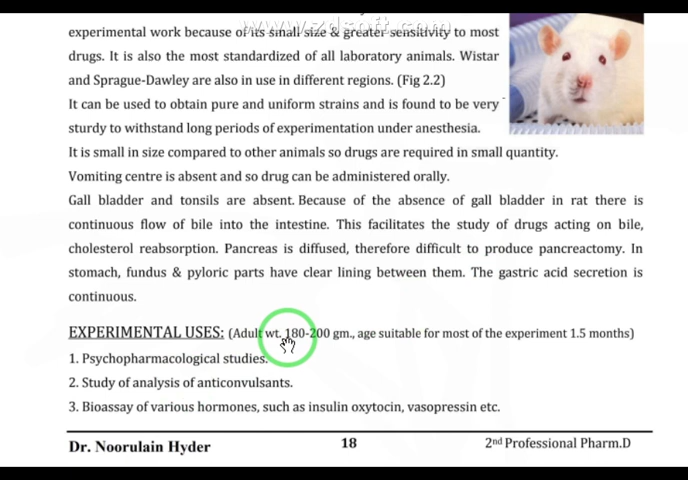 www.zdsoft.com
experimental work because of its small size & greater sensitivity to most
drugs. It is also the most standardized of all laboratory animals. Wistar
and Sprague-Dawley are also in use in different regions. (Fig 2.2)
It can be used to obtain pure and uniform strains and is found to be very
sturdy to withstand long periods of experimentation under anesthesia.
It is small in size compared to other animals so drugs are required in small quantity.
Vomiting centre is absent and so drug can be administered orally.
Gall bladder and tonsils are absent. Because of the absence of gall bladder in rat there is
continuous flow of bile into the intestine. This facilitates the study of drugs acting on bile,
cholesterol reabsorption. Pancreas is diffused, therefore difficult to produce pancreactomy. In
stomach, fundus & pyloric parts have clear lining between them. The gastric acid secretion is
continuous.
EXPERIMENTAL USES: (Adult wt. 180-200 gm., age suitable for most of the experiment 1.5 months)
1. Psychopharmacological studies.
2. Study of analysis of anticonvulsants.
3. Bioassay of various hormones, such as insulin oxytocin, vasopressin etc.
Dr. Noorulain Hyder 18 2nd Professional Pharm.D